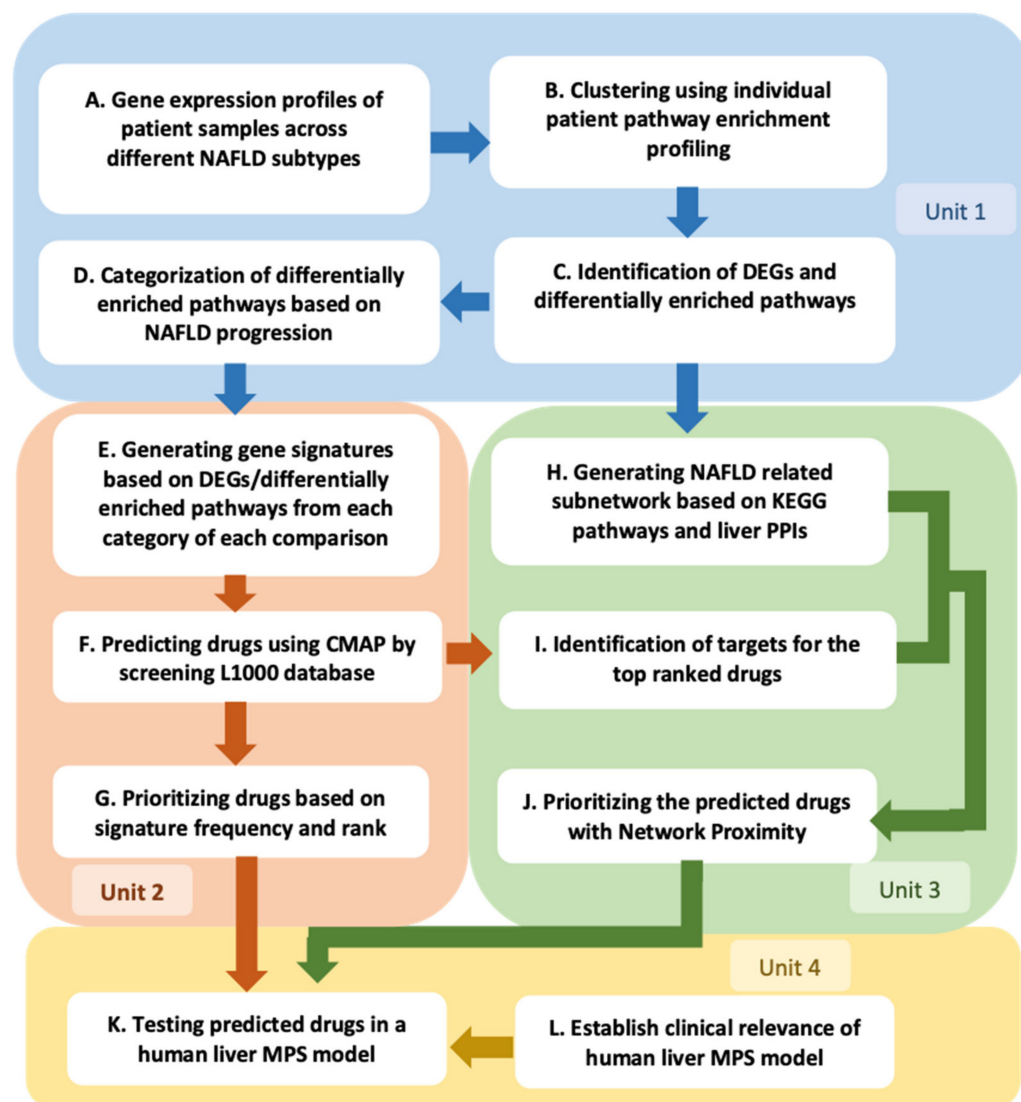 A. Gene expression profiles of
patient samples across
different NAFLD subtypes
B. Clustering using individual
patient pathway enrichment
profiling
Unit 1
D. Categorization of differentially
enriched pathways based on
NAFLD progression
C. Identification of DEGs and
differentially enriched pathways
E. Generating gene signatures
based on DEGs/differentially
enriched pathways from each
category of each comparison
H. Generating NAFLD related
subnetwork based on KEGG
pathways and liver PPIs
F. Predicting drugs using CMAP by
screening L1000 database
I. Identification of targets for the
top ranked drugs
G. Prioritizing drugs based on
signature frequency and rank
J. Prioritizing the predicted drugs
with Network Proximity
Unit 2
Unit 3
Unit 4
K. Testing predicted drugs in a
human liver MPS model
L. Establish clinical relevance of
human liver MPS model